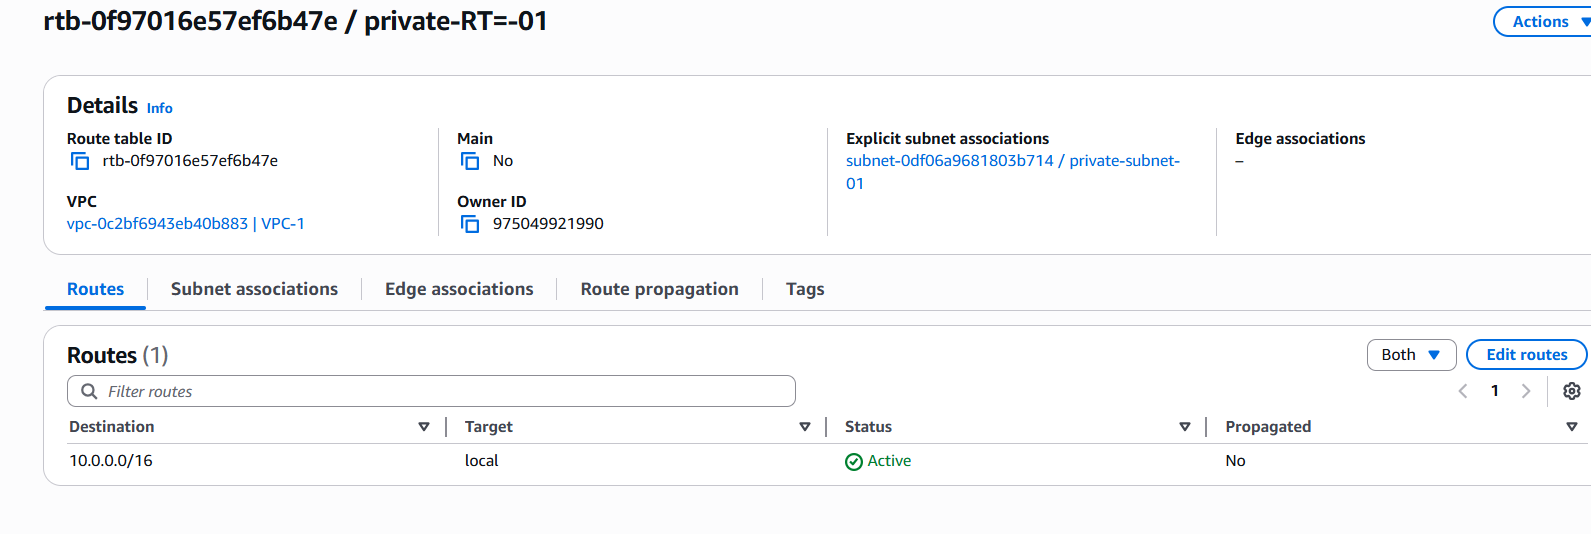 rtb-0f97016e57ef6b47e / private-RT=-01
Actions
Details Info
Route table ID
rtb-0f97016e57ef6b47e
Main
No
Explicit subnet associations
subnet-0df06a9681803b714 / private-subnet-
01
Edge associations
–
VPC
vpc-0c2bf6943eb40b883 | VPC-1
Owner ID
975049921990
Routes
Subnet associations
Edge associations
Route propagation
Tags
Routes (1)
Both
Edit routes
Filter routes
1
Destination Target Status Propagated
10.0.0.0/16 local Active No